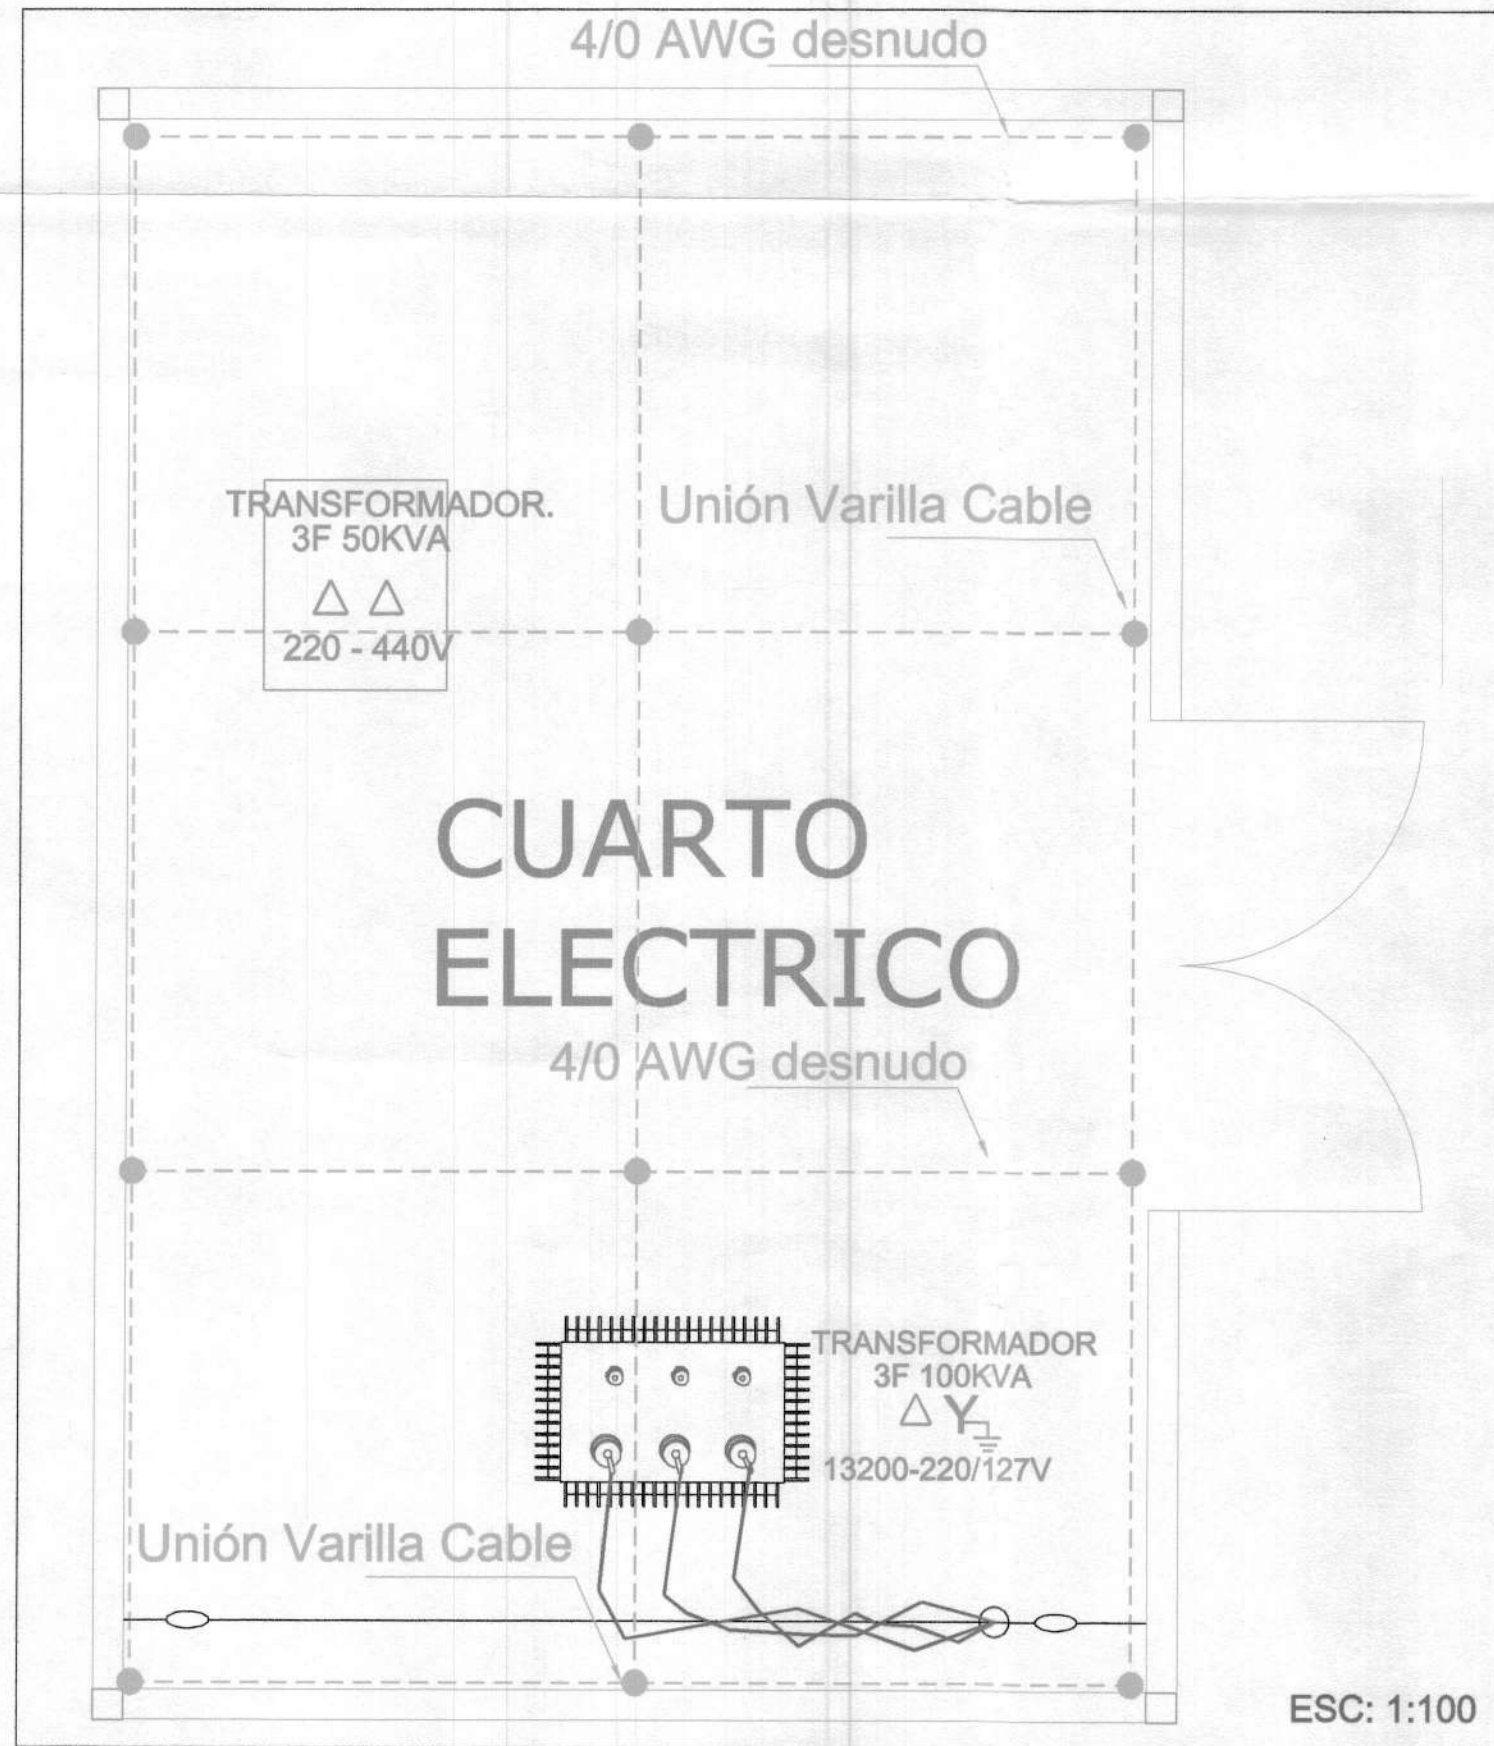 4/0 AWG desnudo
TRANSFORMADOR.
3F 50KVA
220 - 440V
Unión Varilla Cable
CUARTO
ELECTRICO
4/0 AWG desnudo
TRANSFORMADOR
3F 100KVA
Y
13200-220/127V
Unión Varilla Cable
ESC: 1:100